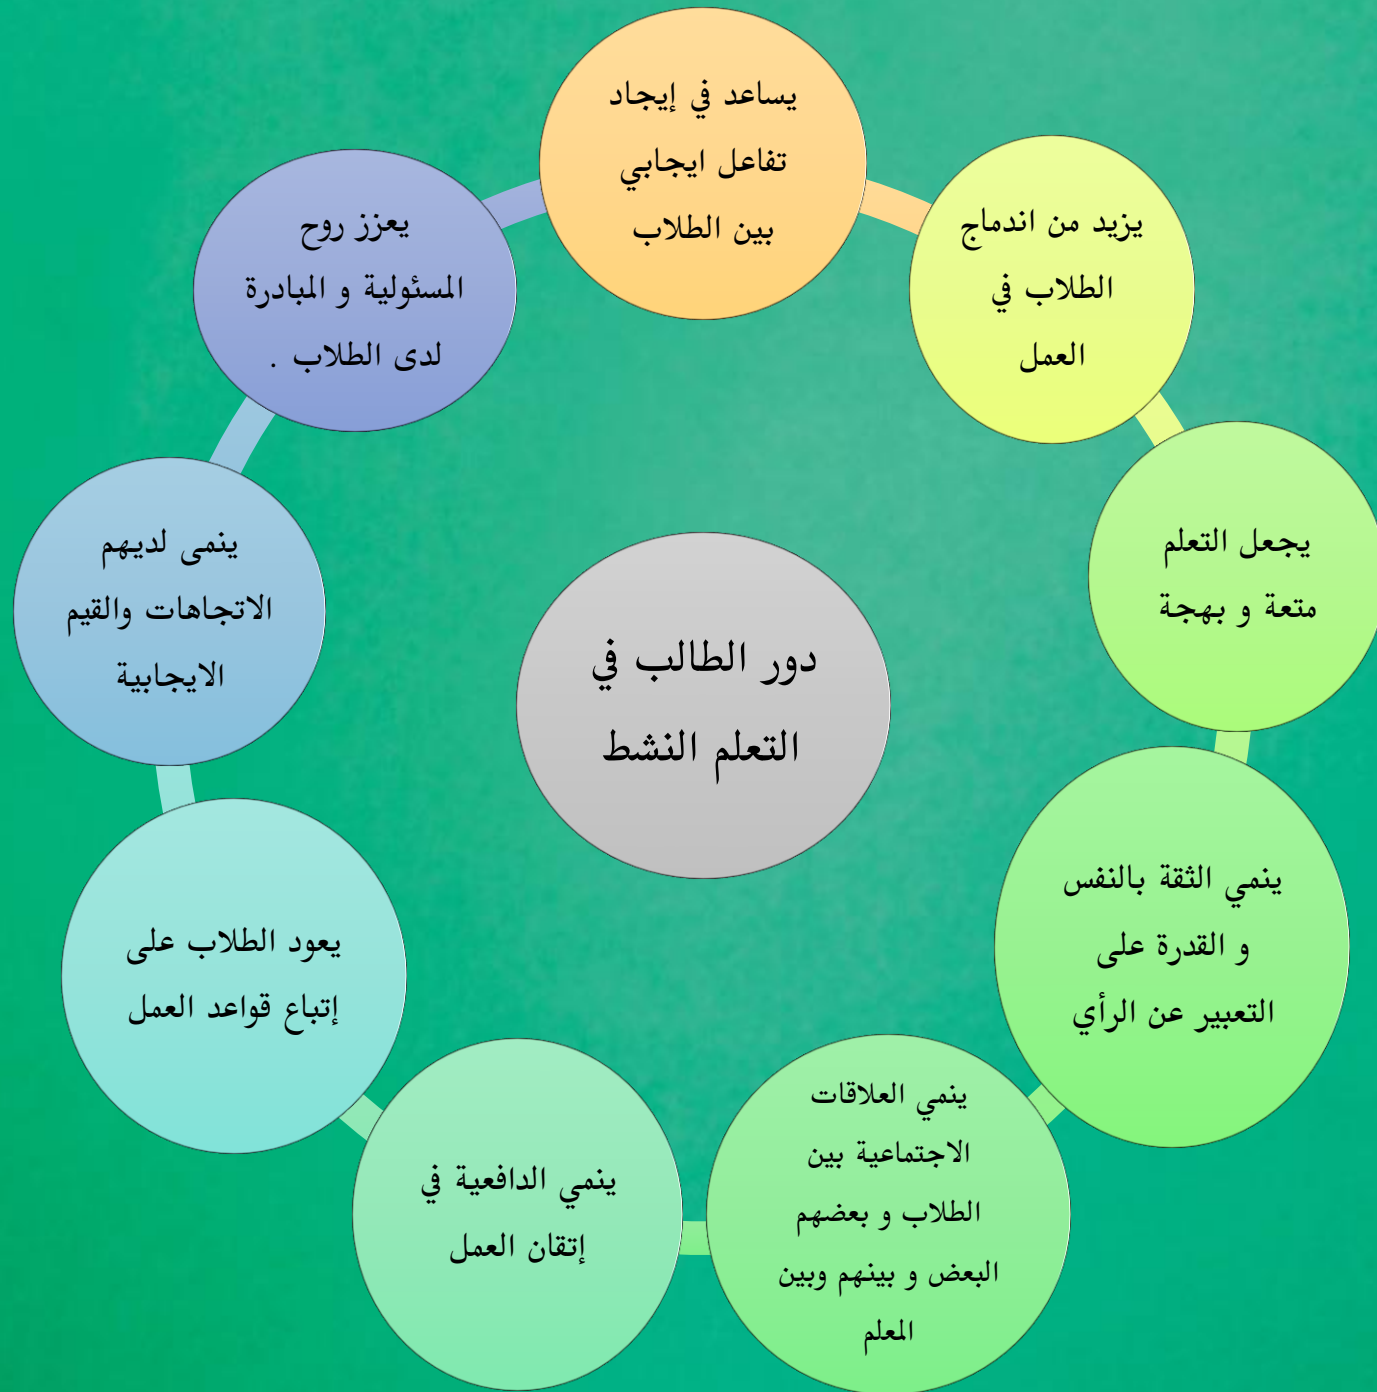 دور الطالب في
التعلم النشط
يساعد في إيجاد
تفاعل ايجابي
بين الطلاب
يزيد من اندماج
الطلاب في
العمل
يجعل التعلم
متعة و بهجة
ينمي الثقة بالنفس
و القدرة على
التعبير عن الرأي
ينمي العلاقات
الاجتماعية بين
الطلاب و بعضهم
البعض و بينهم وبين
المعلم
ينمي الدافعية في
إتقان العمل
يعود الطلاب على
إتباع قواعد العمل
ينمى لديهم
الاتجاهات والقيم
الايجابية
يعزز روح
المسئولية و المبادرة
لدى الطلاب .